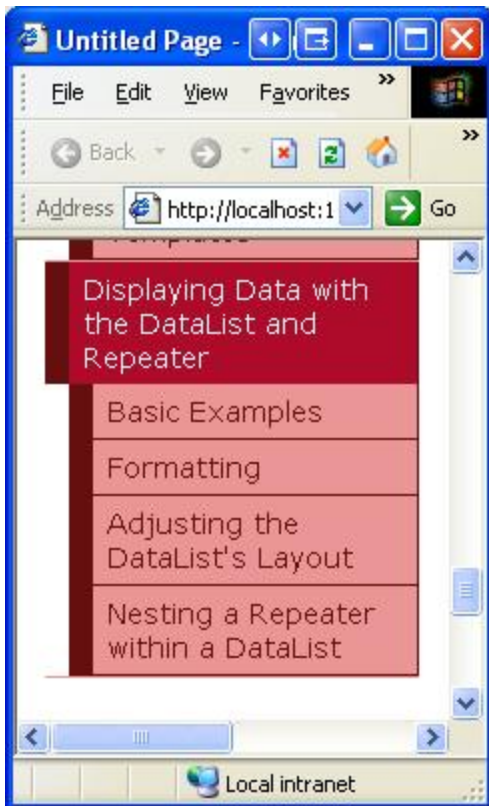 Untitled Page -
File Edit View Favorites »
Back »
Address http://localhost:1 Go
Templates
Displaying Data with
the DataList and
Repeater
Basic Examples
Formatting
Adjusting the
DataList's Layout
Nesting a Repeater
within a DataList
Local intranet